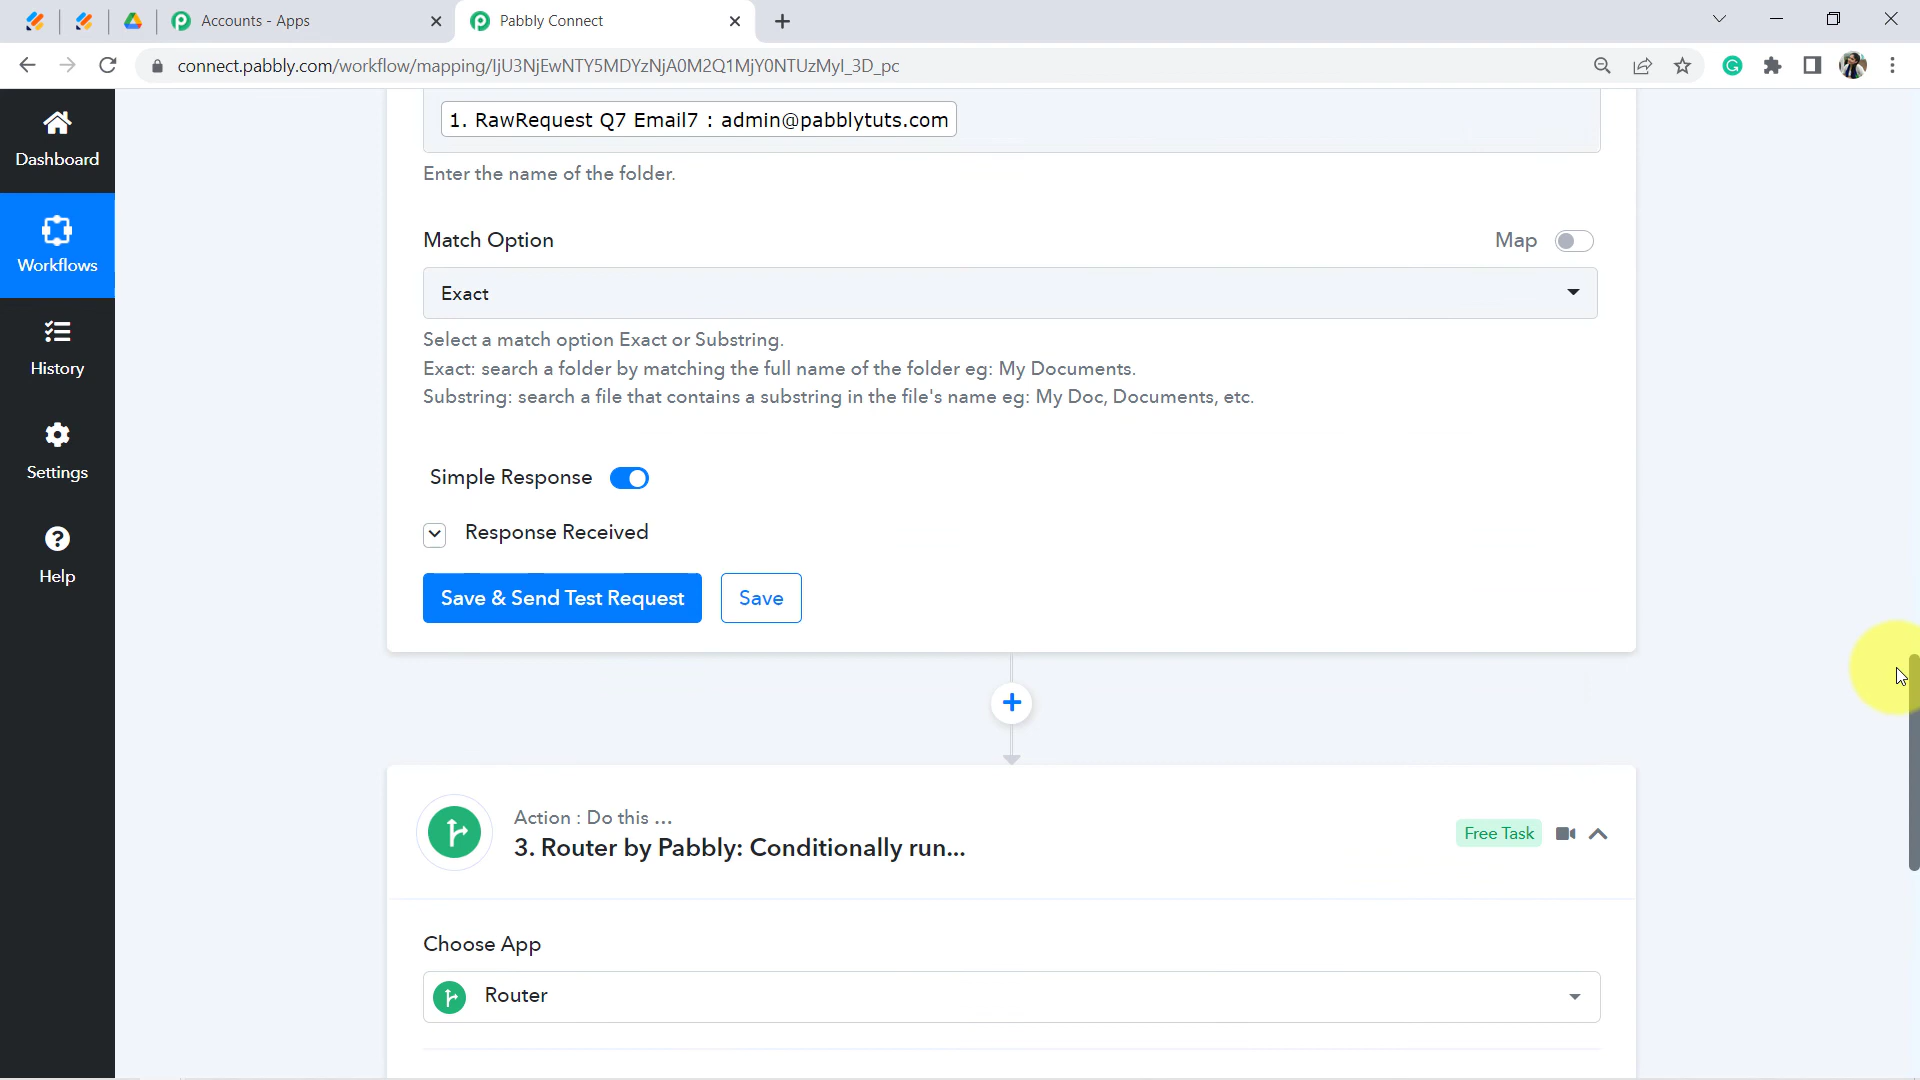 Accounts - Apps
Pabbly Connect
connect.pabbly.com/workflow/mapping/IjU3NjEwNTY5MDYzNjA0M2Q1MjY0NTUzMyI_3D_pc
Dashboard
Workflows
History
Settings
Help
1. RawRequest Q7 Email7 : admin@pabblytuts.com
Enter the name of the folder.
Match Option
Map
Exact
Select a match option Exact or Substring.
Exact: search a folder by matching the full name of the folder eg: My Documents.
Substring: search a file that contains a substring in the file's name eg: My Doc, Documents, etc.
Simple Response
Response Received
Save & Send Test Request
Save
Action : Do this ...
3. Router by Pabbly: Conditionally run...
Free Task
Choose App
Router